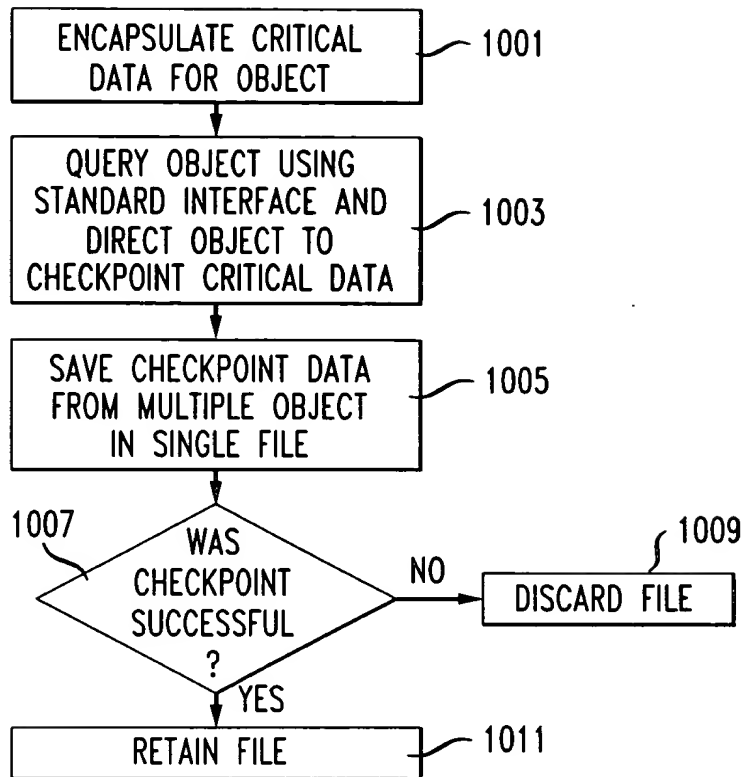 ENCAPSULATE CRITICAL
DATA FOR OBJECT
1001
QUERY OBJECT USING
STANDARD INTERFACE AND
DIRECT OBJECT TO
CHECKPOINT CRITICAL DATA
1003
SAVE CHECKPOINT DATA
FROM MULTIPLE OBJECT
IN SINGLE FILE
1005
1007
WAS
CHECKPOINT
SUCCESSFUL
?
NO
1009
DISCARD FILE
YES
RETAIN FILE
1011